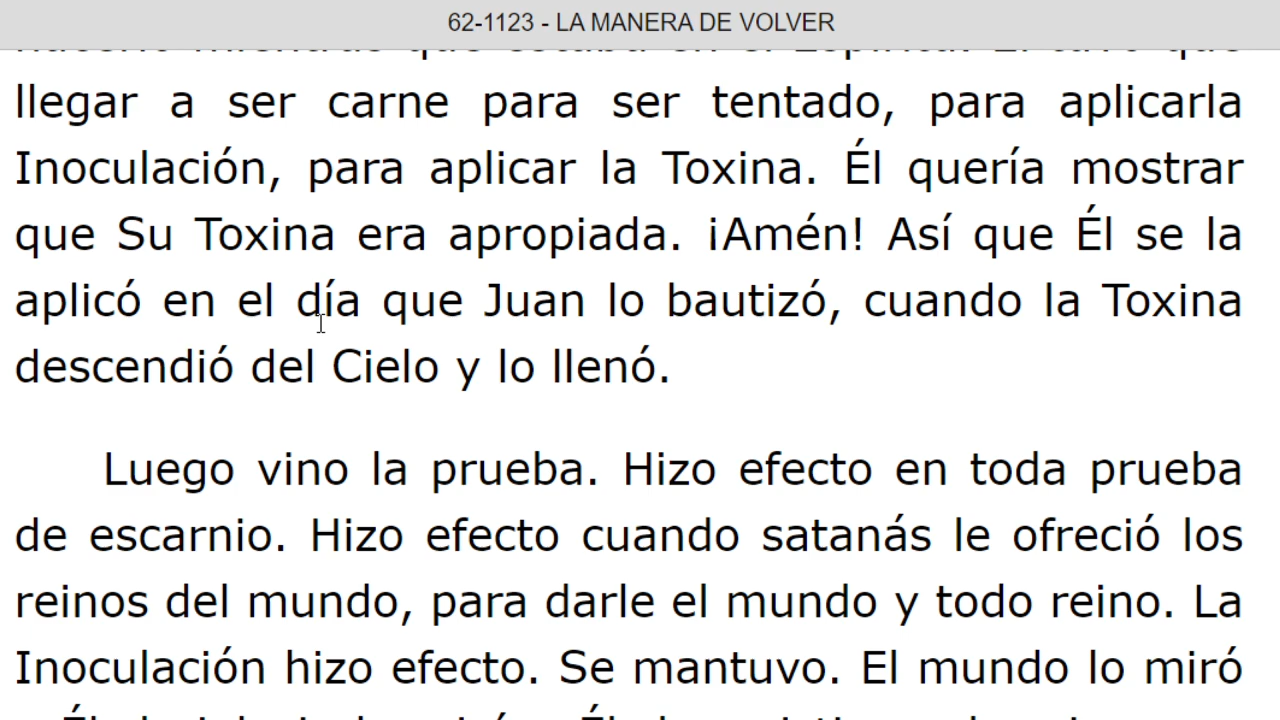 62-1123 - LA MANERA DE VOLVER
llegar a ser carne para ser tentado, para aplicarla
Inoculación, para aplicar la Toxina. Él quería mostrar
que Su Toxina era apropiada. ¡Amén! Así que Él se la
aplicó en el día que Juan lo bautizó, cuando la Toxina
descendió del Cielo y lo llenó.
Luego vino la prueba. Hizo efecto en toda prueba
de escarnio. Hizo efecto cuando satanás le ofreció los
reinos del mundo, para darle el mundo y todo reino. La
Inoculación hizo efecto. Se mantuvo. El mundo lo miró